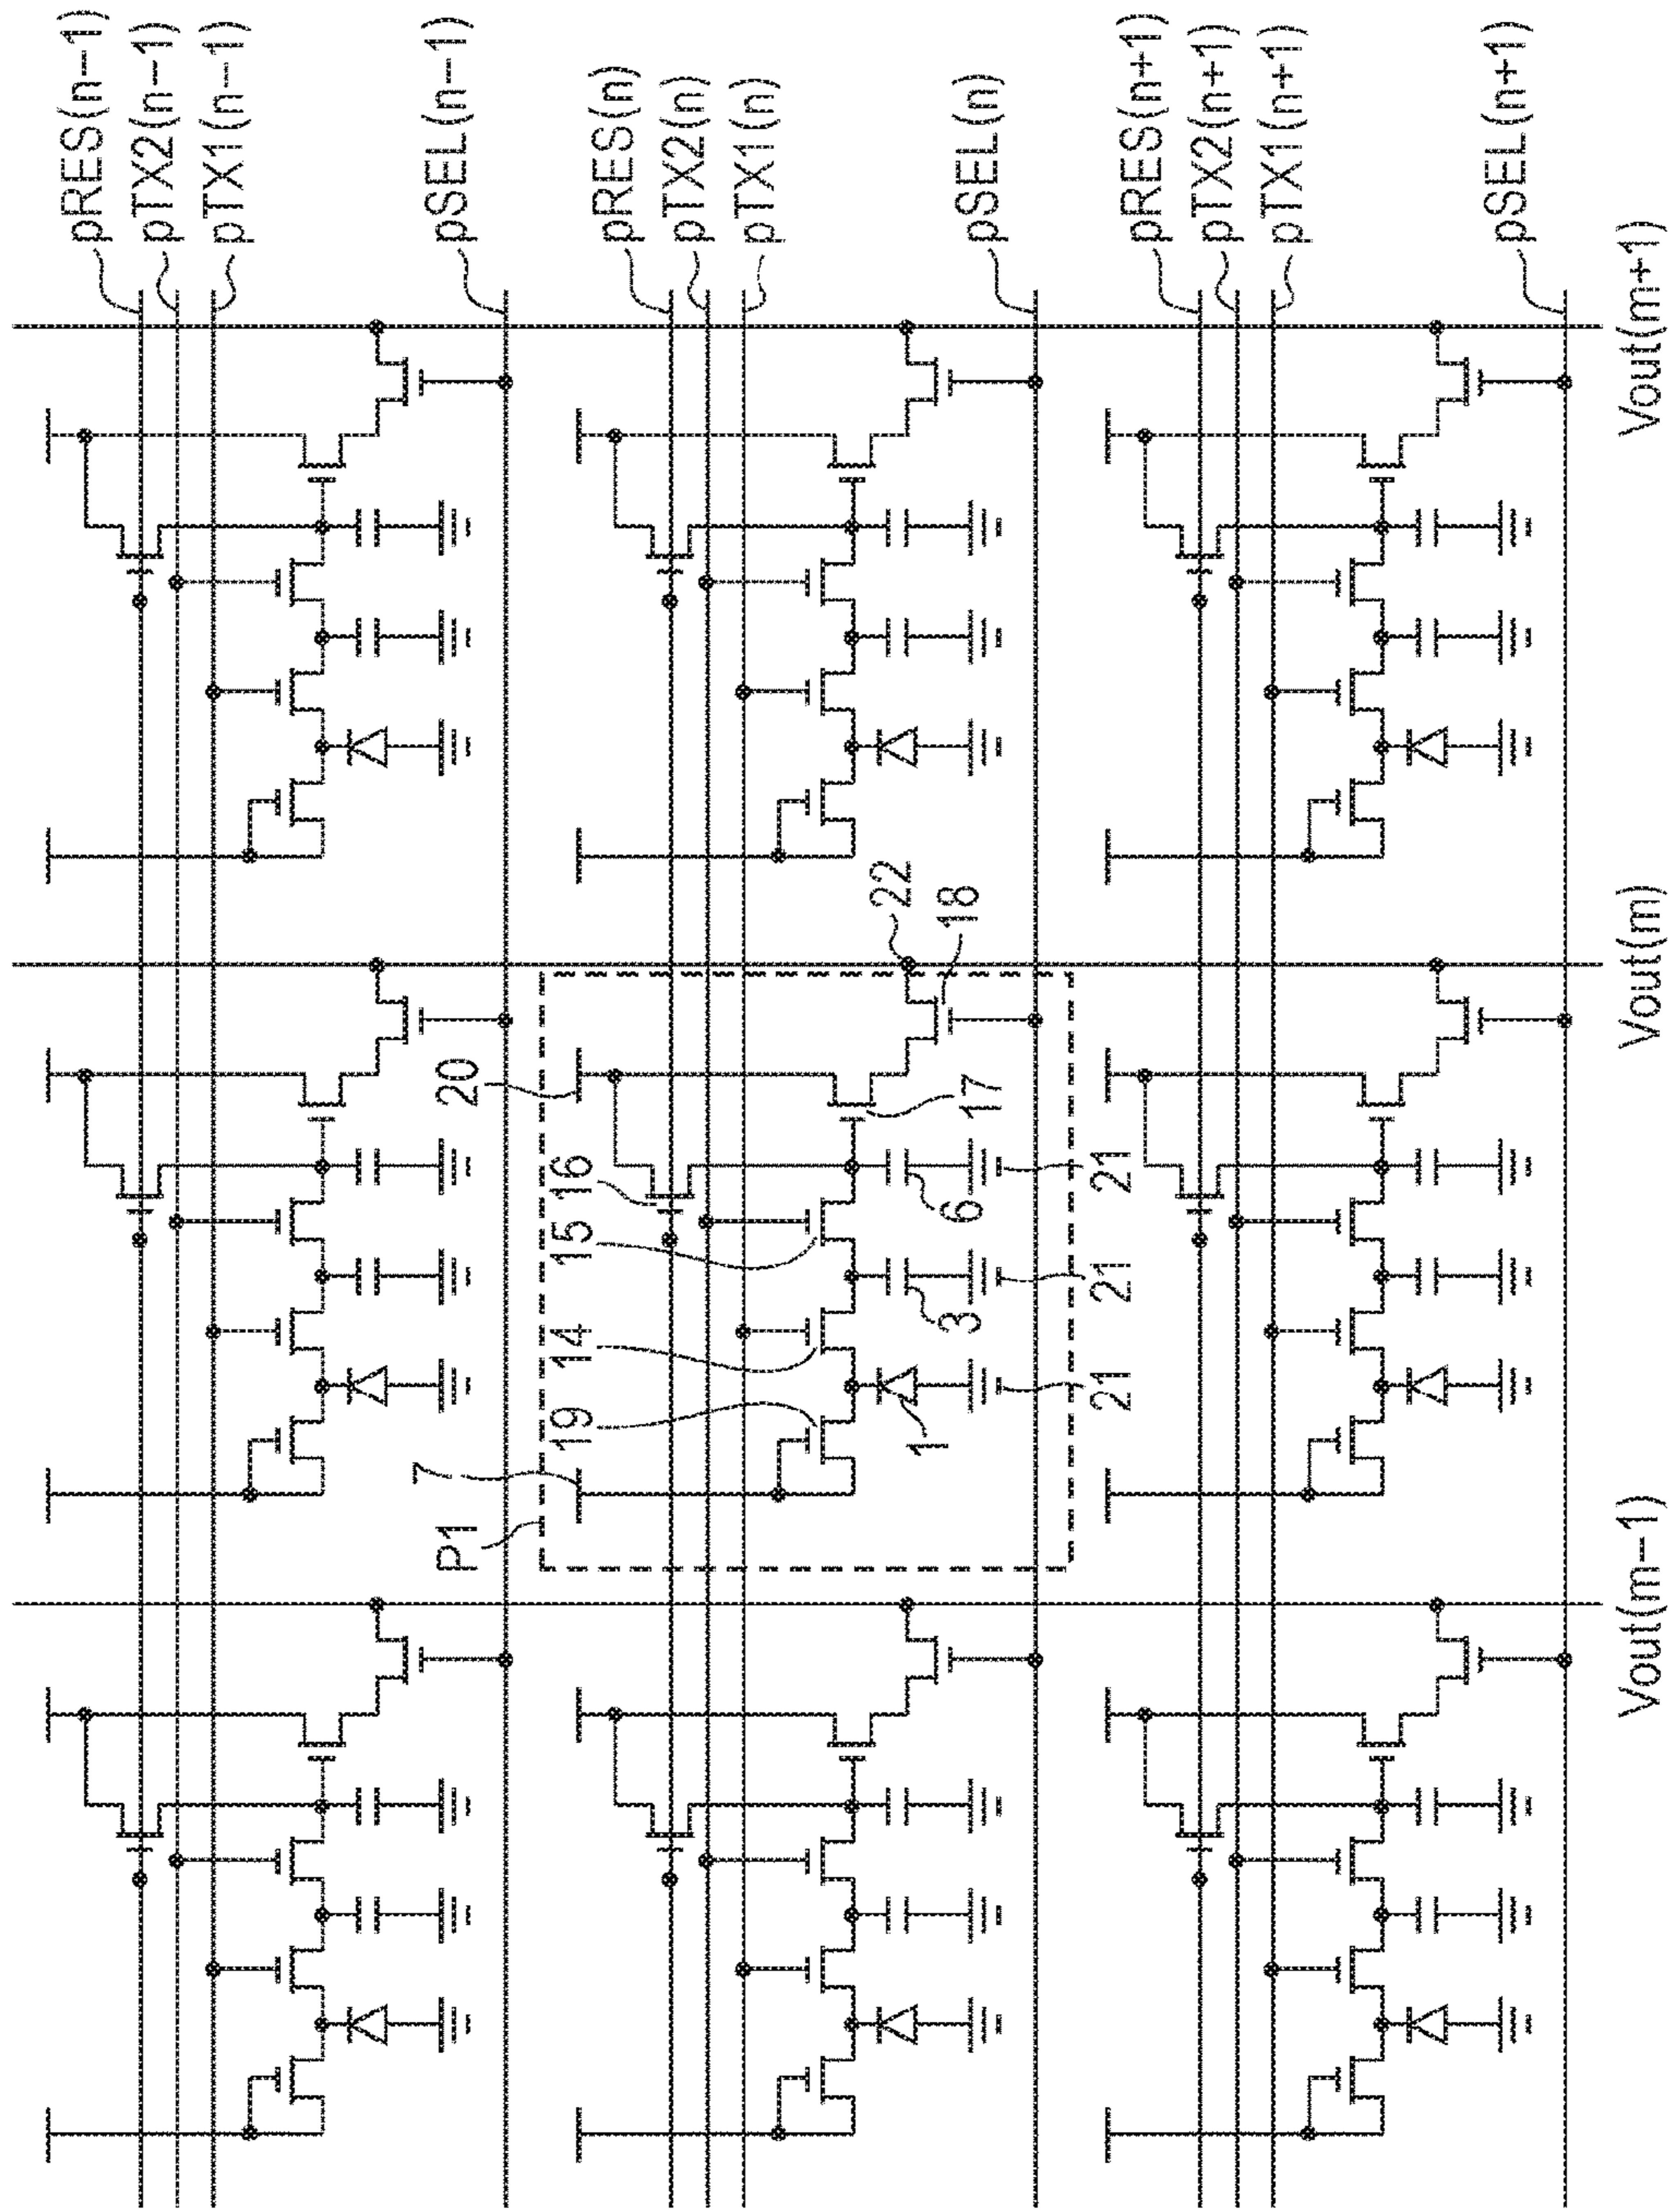 pRES(n-1)
pTX2(n-1)
pTX1(n-1)
pSEL(n-1)
pRES(n)
pTX2(n)
pTX1(n)
pSEL(n)
pRES(n+1)
pTX2(n+1)
pTX1(n+1)
pSEL(n+1)
P1
7
20
19
14
15
16
1
3
6
17
18
22
21
21
21
Vout(m-1)
Vout(m)
Vout(m+1)